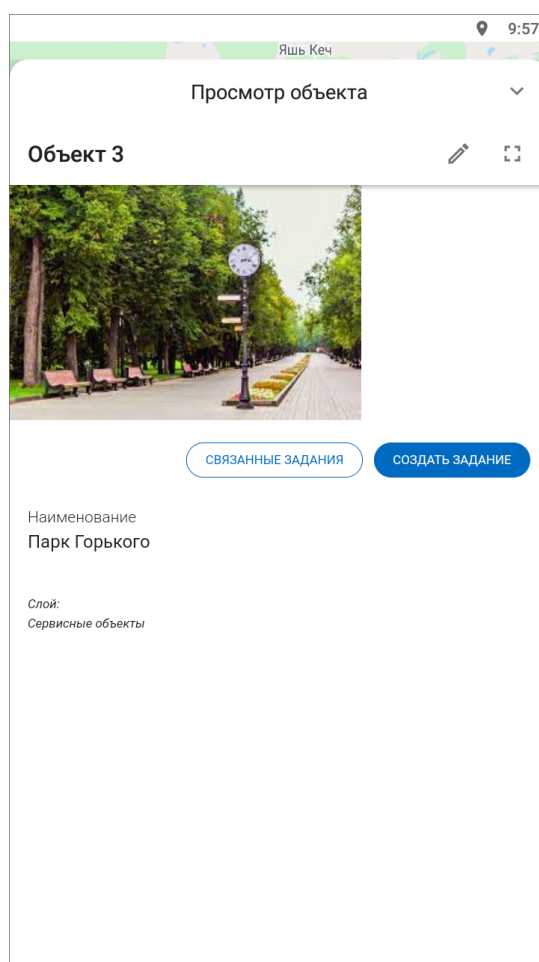 9:57
Яшь Кеч
Просмотр объекта
Объект 3
СВЯЗАННЫЕ ЗАДАНИЯ
СОЗДАТЬ ЗАДАНИЕ
Наименование
Парк Горького
Слой:
Сервисные объекты